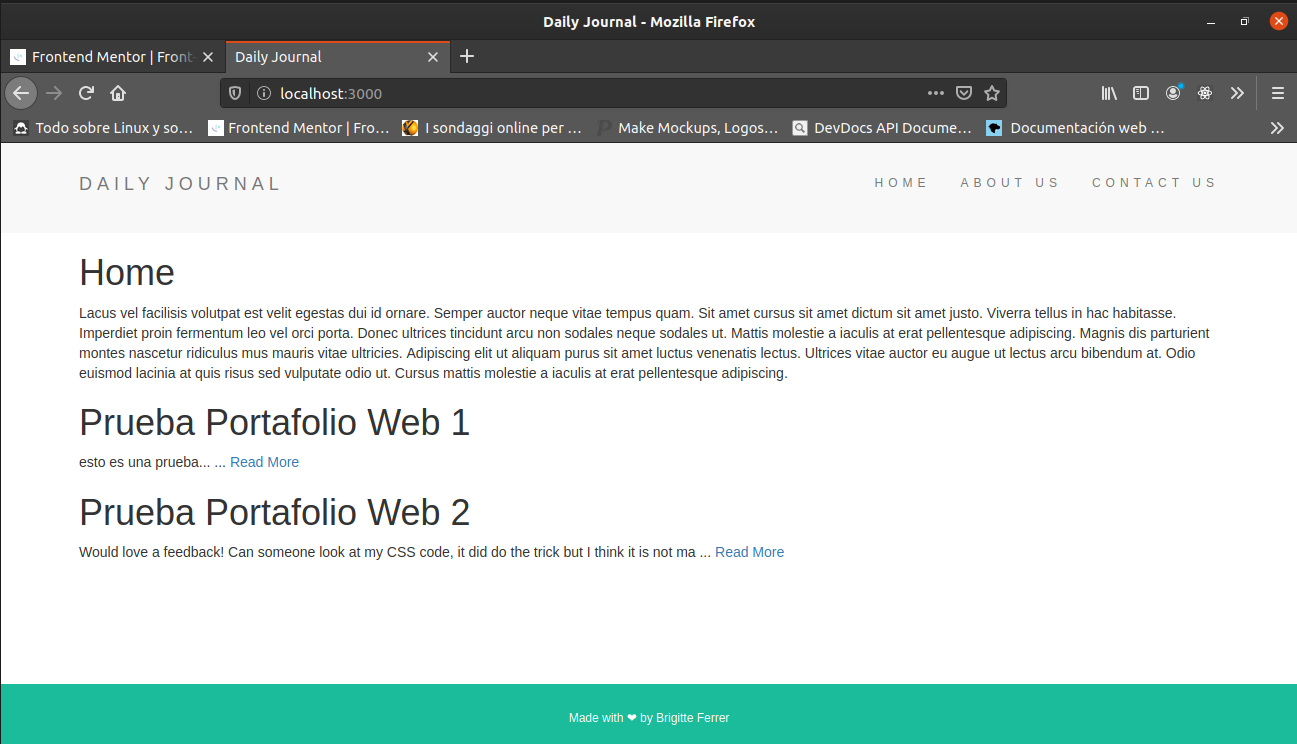 Daily Journal - Mozilla Firefox
Frontend Mentor | Front
Daily Journal
localhost:3000
Todo sobre Linux y so…
Frontend Mentor | Fro…
I sondaggi online per …
Make Mockups, Logos…
DevDocs API Docume…
Documentación web …
DAILY JOURNAL
HOME
ABOUT US
CONTACT US
Home
Lacus vel facilisis volutpat est velit egestas dui id ornare. Semper auctor neque vitae tempus quam. Sit amet cursus sit amet dictum sit amet justo. Viverra tellus in hac habitasse.
Imperdiet proin fermentum leo vel orci porta. Donec ultrices tincidunt arcu non sodales neque sodales ut. Mattis molestie a iaculis at erat pellentesque adipiscing. Magnis dis parturient
montes nascetur ridiculus mus mauris vitae ultricies. Adipiscing elit ut aliquam purus sit amet luctus venenatis lectus. Ultrices vitae auctor eu augue ut lectus arcu bibendum at. Odio
euismod lacinia at quis risus sed vulputate odio ut. Cursus mattis molestie a iaculis at erat pellentesque adipiscing.
Prueba Portafolio Web 1
esto es una prueba... ... Read More
Prueba Portafolio Web 2
Would love a feedback! Can someone look at my CSS code, it did do the trick but I think it is not ma ... Read More
Made with ❤ by Brigitte Ferrer